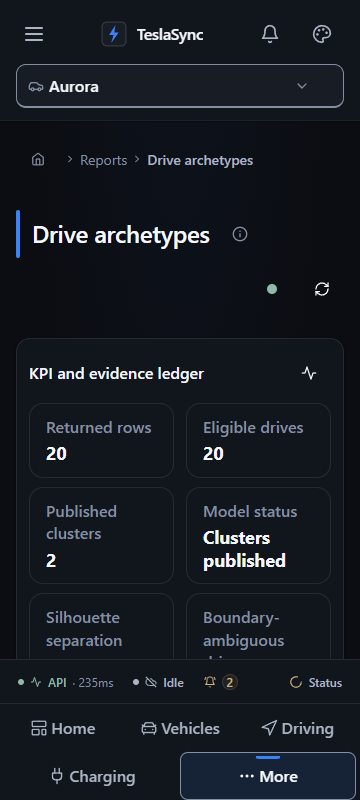 TeslaSync
Aurora
Reports Drive archetypes
Drive archetypes
KPI and evidence ledger
Returned rows
20
Eligible drives
20
Published
clusters
2
Model status
Clusters
published
Silhouette
separation
Boundary-
ambiguous
API · 235ms Idle 2 Status
Home Vehicles Driving
Charging More